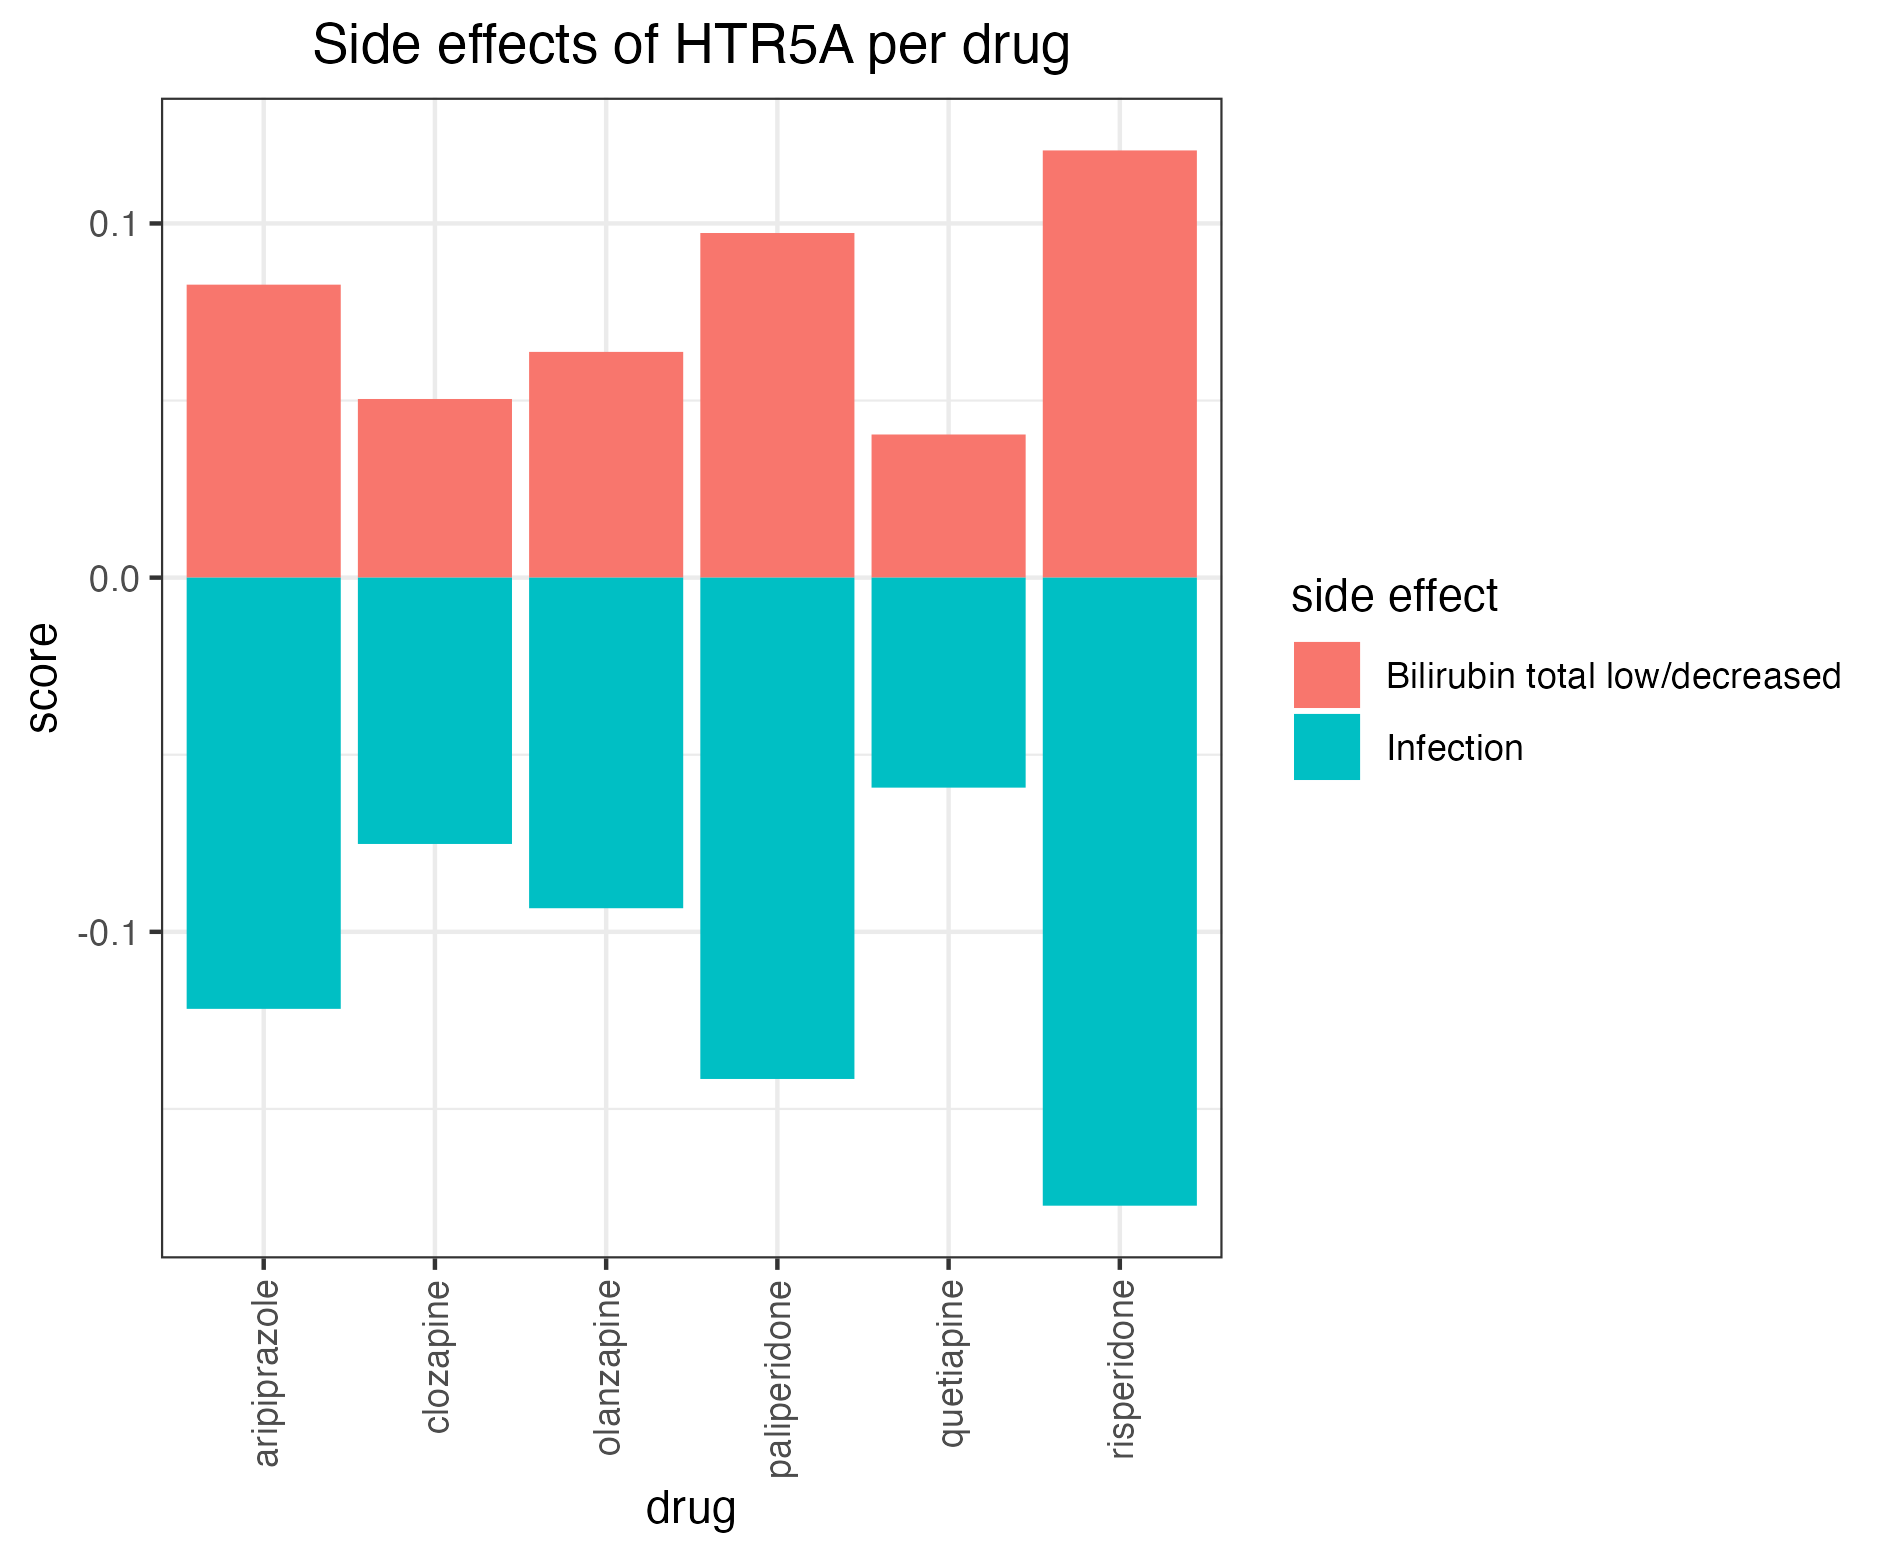 Side effects of HTR5A per drug
0.1
0.0
-0.1
score
aripiprazole
clozapine
olanzapine
paliperidone
quetiapine
risperidone
drug
side effect
Bilirubin total low/decreased
Infection